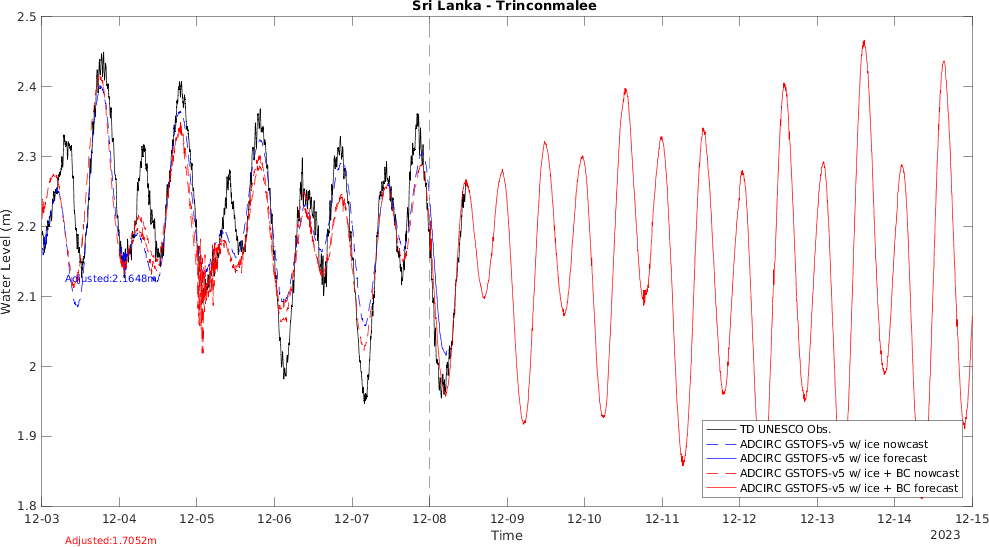 Sri Lanka - Trinconmalee
2.5
2.4
2.3
2.2
2.1
2
1.9
1.8
Water Level (m)
Adjusted:2.1648m
TD UNESCO Obs.
ADCIRC GSTOFS-v5 w/ ice nowcast
ADCIRC GSTOFS-v5 w/ ice forecast
ADCIRC GSTOFS-v5 w/ ice + BC nowcast
ADCIRC GSTOFS-v5 w/ ice + BC forecast
12-03 12-04 12-05 12-06 12-07 12-08 12-09 12-10 12-11 12-12 12-13 12-14 12-15
Time
2023
Adjusted:1.7052m